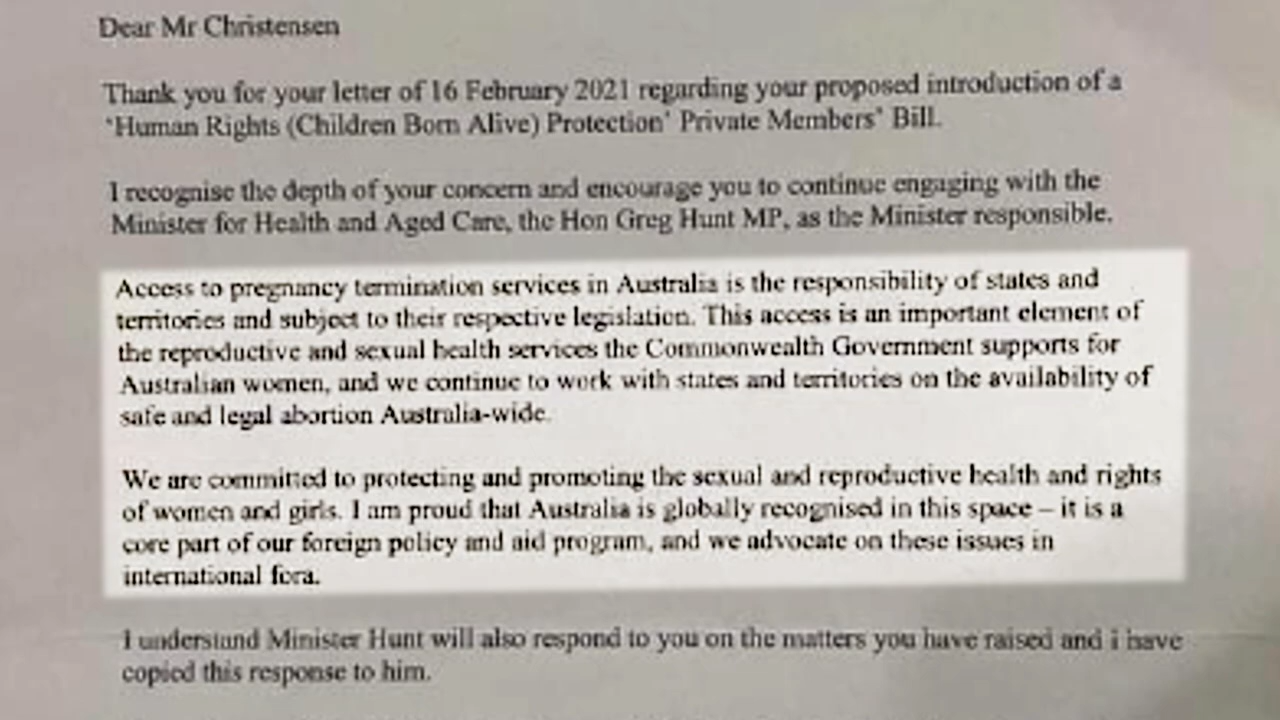 Dear Mr Christensen
Thank you for your letter of 16 February 2021 regarding your proposed introduction of a
'Human Rights (Children Born Alive) Protection' Private Members' Bill.
I recognise the depth of your concern and encourage you to continue engaging with the
Minister for Health and Aged Care, the Hon Greg Hunt MP, as the Minister responsible.
Access to pregnancy termination services in Australia is the responsibility of states and
territories and subject to their respective legislation. This access is an important element of
the reproductive and sexual health services the Commonwealth Government supports for
Australian women, and we continue to work with states and territories on the availability of
safe and legal abortion Australia-wide.
We are committed to protecting and promoting the sexual and reproductive health and rights
of women and girls. I am proud that Australia is globally recognised in this space – it is a
core part of our foreign policy and aid program, and we advocate on these issues in
international fora.
I understand Minister Hunt will also respond to you on the matters you have raised and i have
copied this response to him.